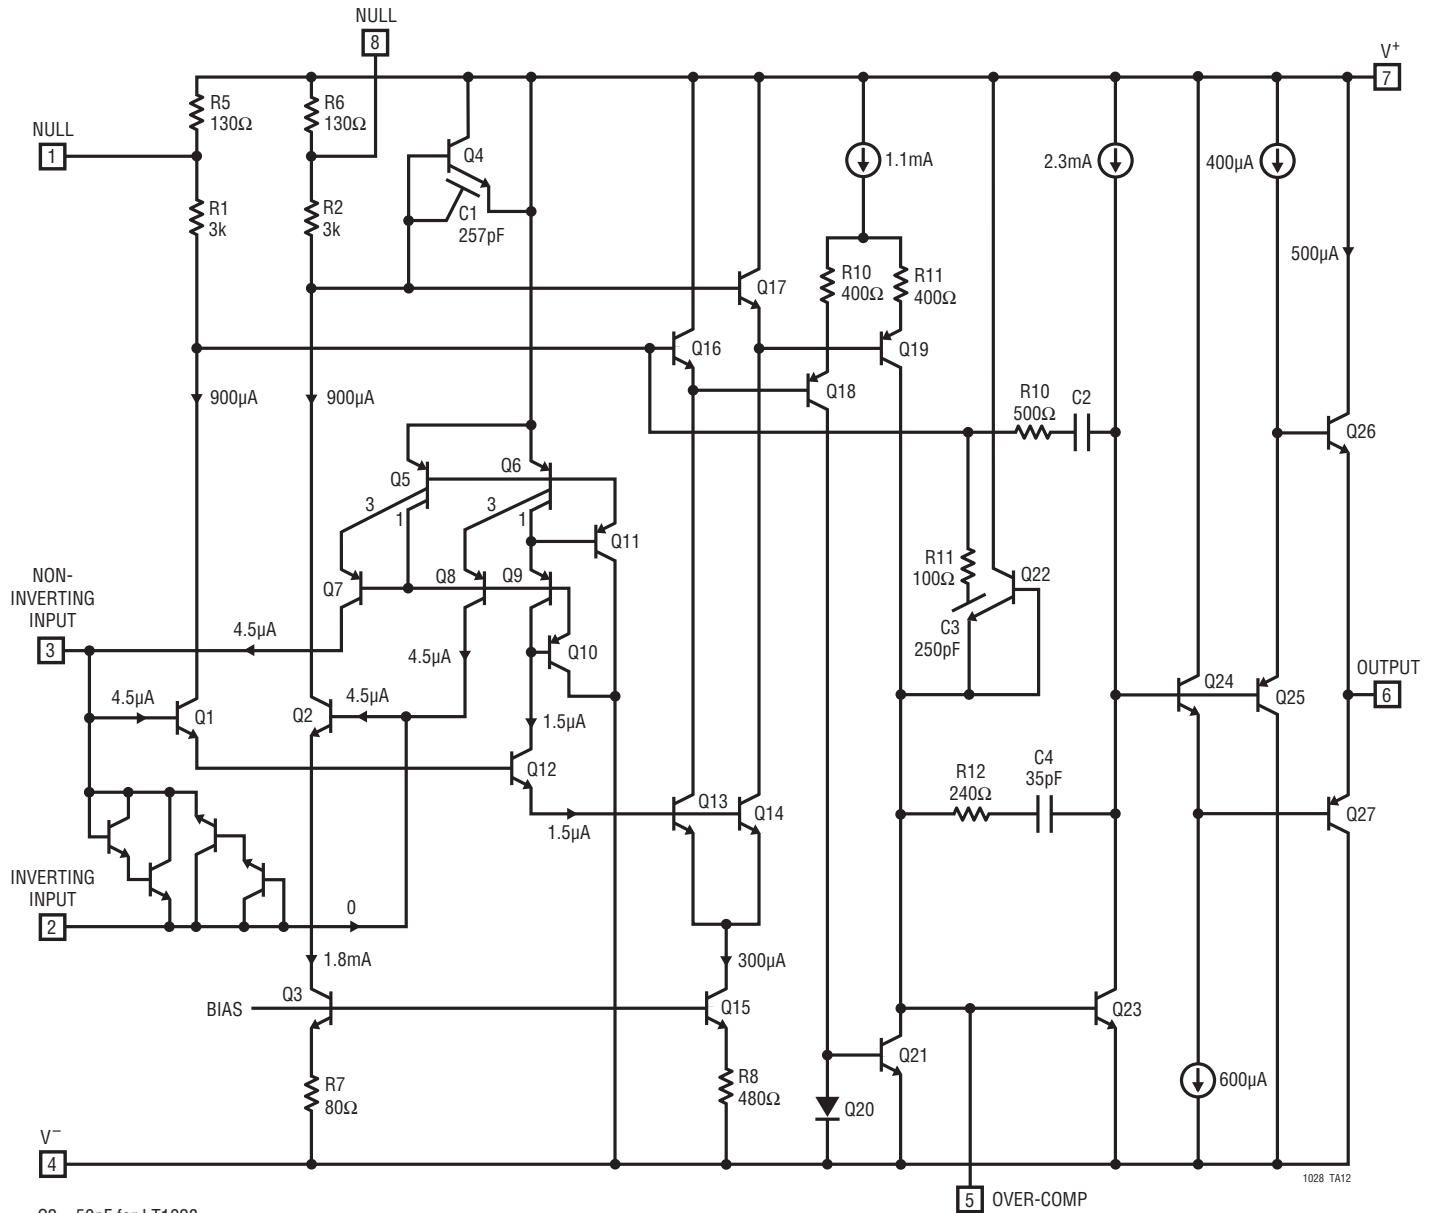 NULL
8
V+
7
R5
130Ω
R6
130Ω
NULL
1
Q4
1.1mA
2.3mA
400µA
R1
3k
R2
3k
C1
257pF
500µA
R10
400Ω
R11
400Ω
Q17
Q16
Q19
900µA
900µA
Q18
R10
500Ω
C2
Q26
Q5
Q6
3
1
3
1
Q11
R11
100Ω
Q22
NON-
INVERTING
INPUT
3
Q7
Q8
Q9
4.5µA
4.5µA
Q10
C3
250pF
OUTPUT
6
4.5µA
Q1
Q2
4.5µA
1.5µA
Q24
Q25
Q12
R12
240Ω
C4
35pF
1.5µA
Q13
Q14
Q27
INVERTING
INPUT
2
0
1.8mA
300µA
Q3
BIAS
Q15
Q23
Q21
R7
80Ω
R8
480Ω
Q20
600µA
V−
4
1028 TA12
5
OVER-COMP